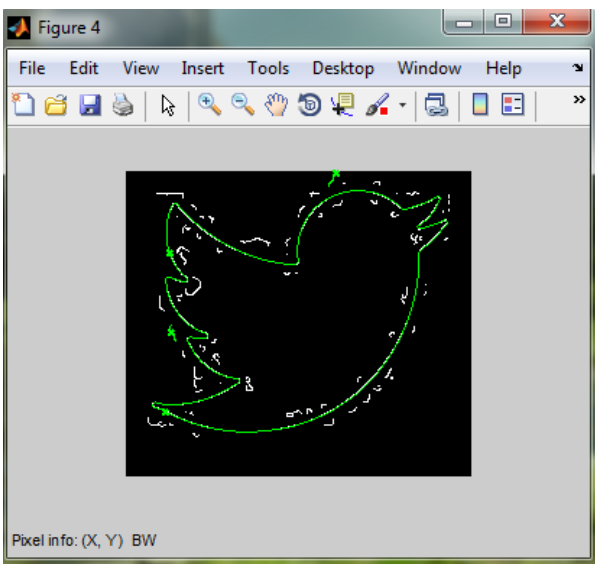 Figure 4
File Edit View Insert Tools Desktop Window Help
Pixel info: (X, Y) BW